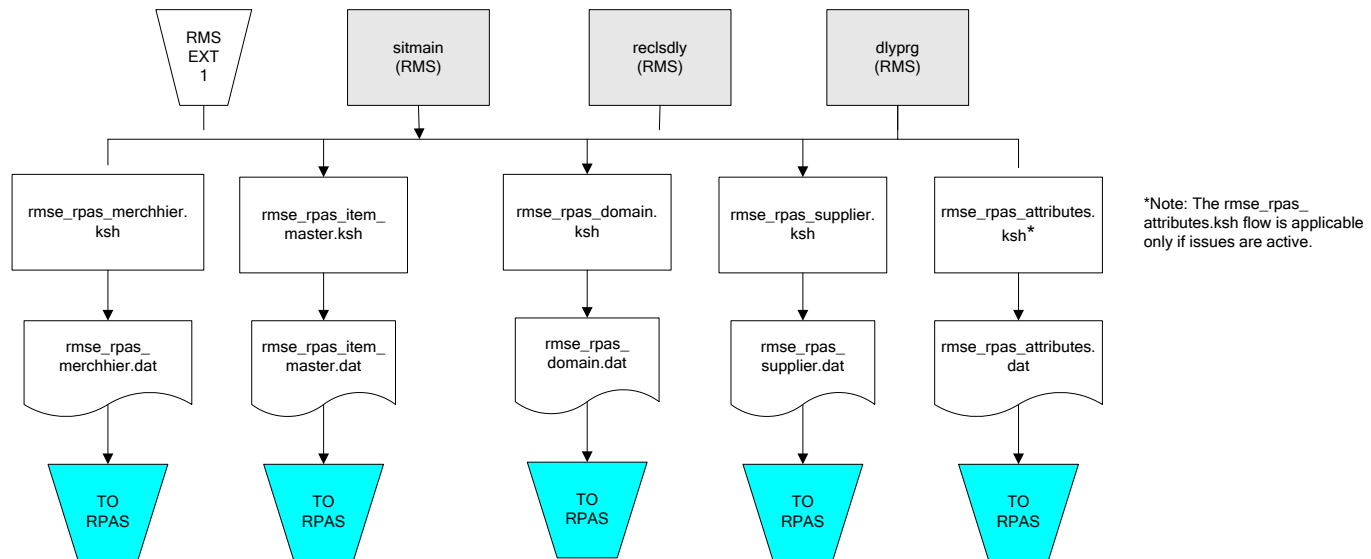 RMS
EXT
1
sitmain
(RMS)
reclsdly
(RMS)
dlyprg
(RMS)
rmse_rpas_merchhier.
ksh
rmse_rpas_item_
master.ksh
rmse_rpas_domain.
ksh
rmse_rpas_supplier.
ksh
rmse_rpas_attributes.
ksh*
*Note: The rmse_rpas_
attributes.ksh flow is applicable
only if issues are active.
rmse_rpas_
merchhier.dat
rmse_rpas_item_
master.dat
rmse_rpas_
domain.dat
rmse_rpas_
supplier.dat
rmse_rpas_attributes.
dat
TO
RPAS
TO
RPAS
TO
RPAS
TO
RPAS
TO
RPAS